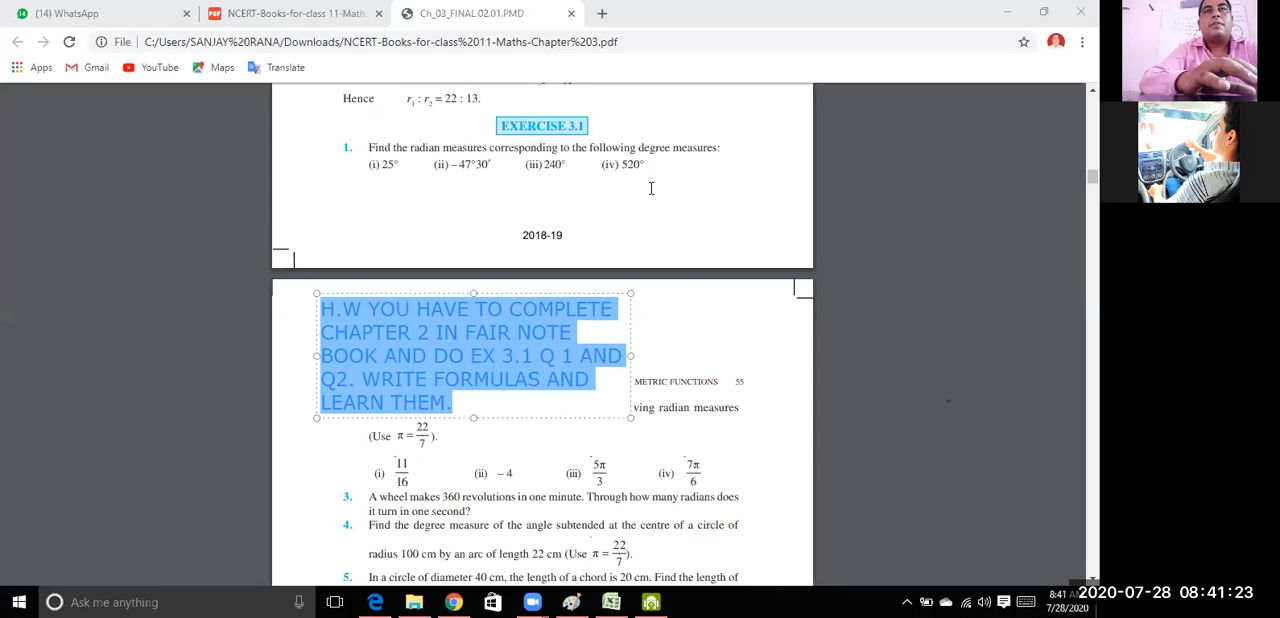 (14) WhatsApp
NCERT-Books-for-class 11-Maths
Ch_03_FINAL 02.01.PMD
File C:/Users/SANJAY%20RANA/Downloads/NCERT-Books-for-class%2011-Maths-Chapter%203.pdf
Apps Gmail YouTube Maps Translate
Hence r₁ : r₂ = 22 : 13.
EXERCISE 3.1
1. Find the radian measures corresponding to the following degree measures:
(i) 25° (ii) – 47°30′ (iii) 240° (iv) 520°
2018-19
H.W YOU HAVE TO COMPLETE
CHAPTER 2 IN FAIR NOTE
BOOK AND DO EX 3.1 Q 1 AND
Q2. WRITE FORMULAS AND
LEARN THEM.
METRIC FUNCTIONS 55
ving radian measures
(Use π = 22/7).
(i) 11/16 (ii) – 4 (iii) 5π/3 (iv) 7π/6
3. A wheel makes 360 revolutions in one minute. Through how many radians does
it turn in one second?
4. Find the degree measure of the angle subtended at the centre of a circle of
radius 100 cm by an arc of length 22 cm (Use π = 22/7).
5. In a circle of diameter 40 cm, the length of a chord is 20 cm. Find the length of
Ask me anything
8:41
7/28/2020
2020-07-28 08:41:23